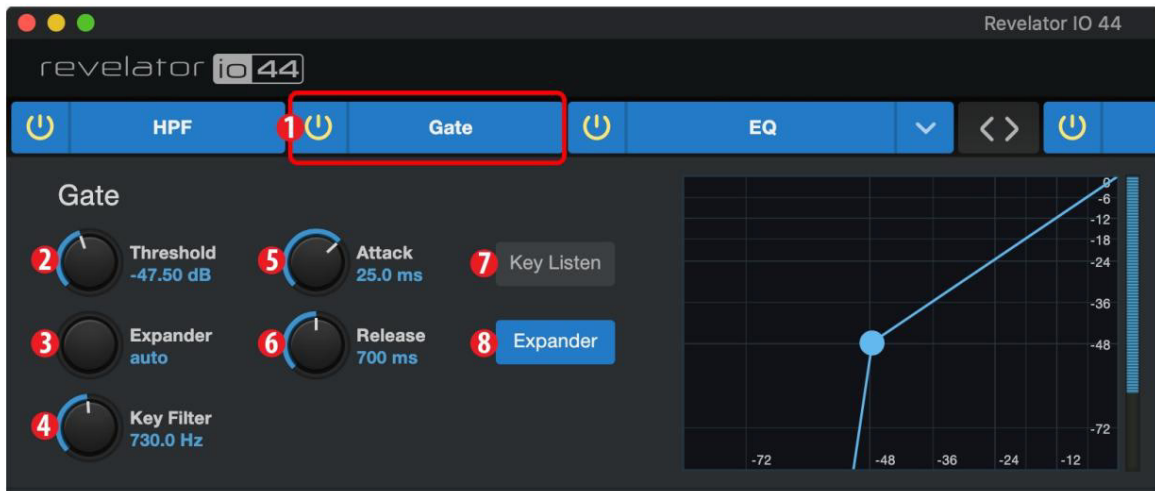 Revelator IO 44
revelator io 44
HPF
1
Gate
EQ
Gate
2 Threshold
-47.50 dB
5 Attack
25.0 ms
7 Key Listen
3 Expander
auto
6 Release
700 ms
8 Expander
4 Key Filter
730.0 Hz
0
-6
-12
-18
-24
-36
-48
-72
-72 -48 -36 -24 -12